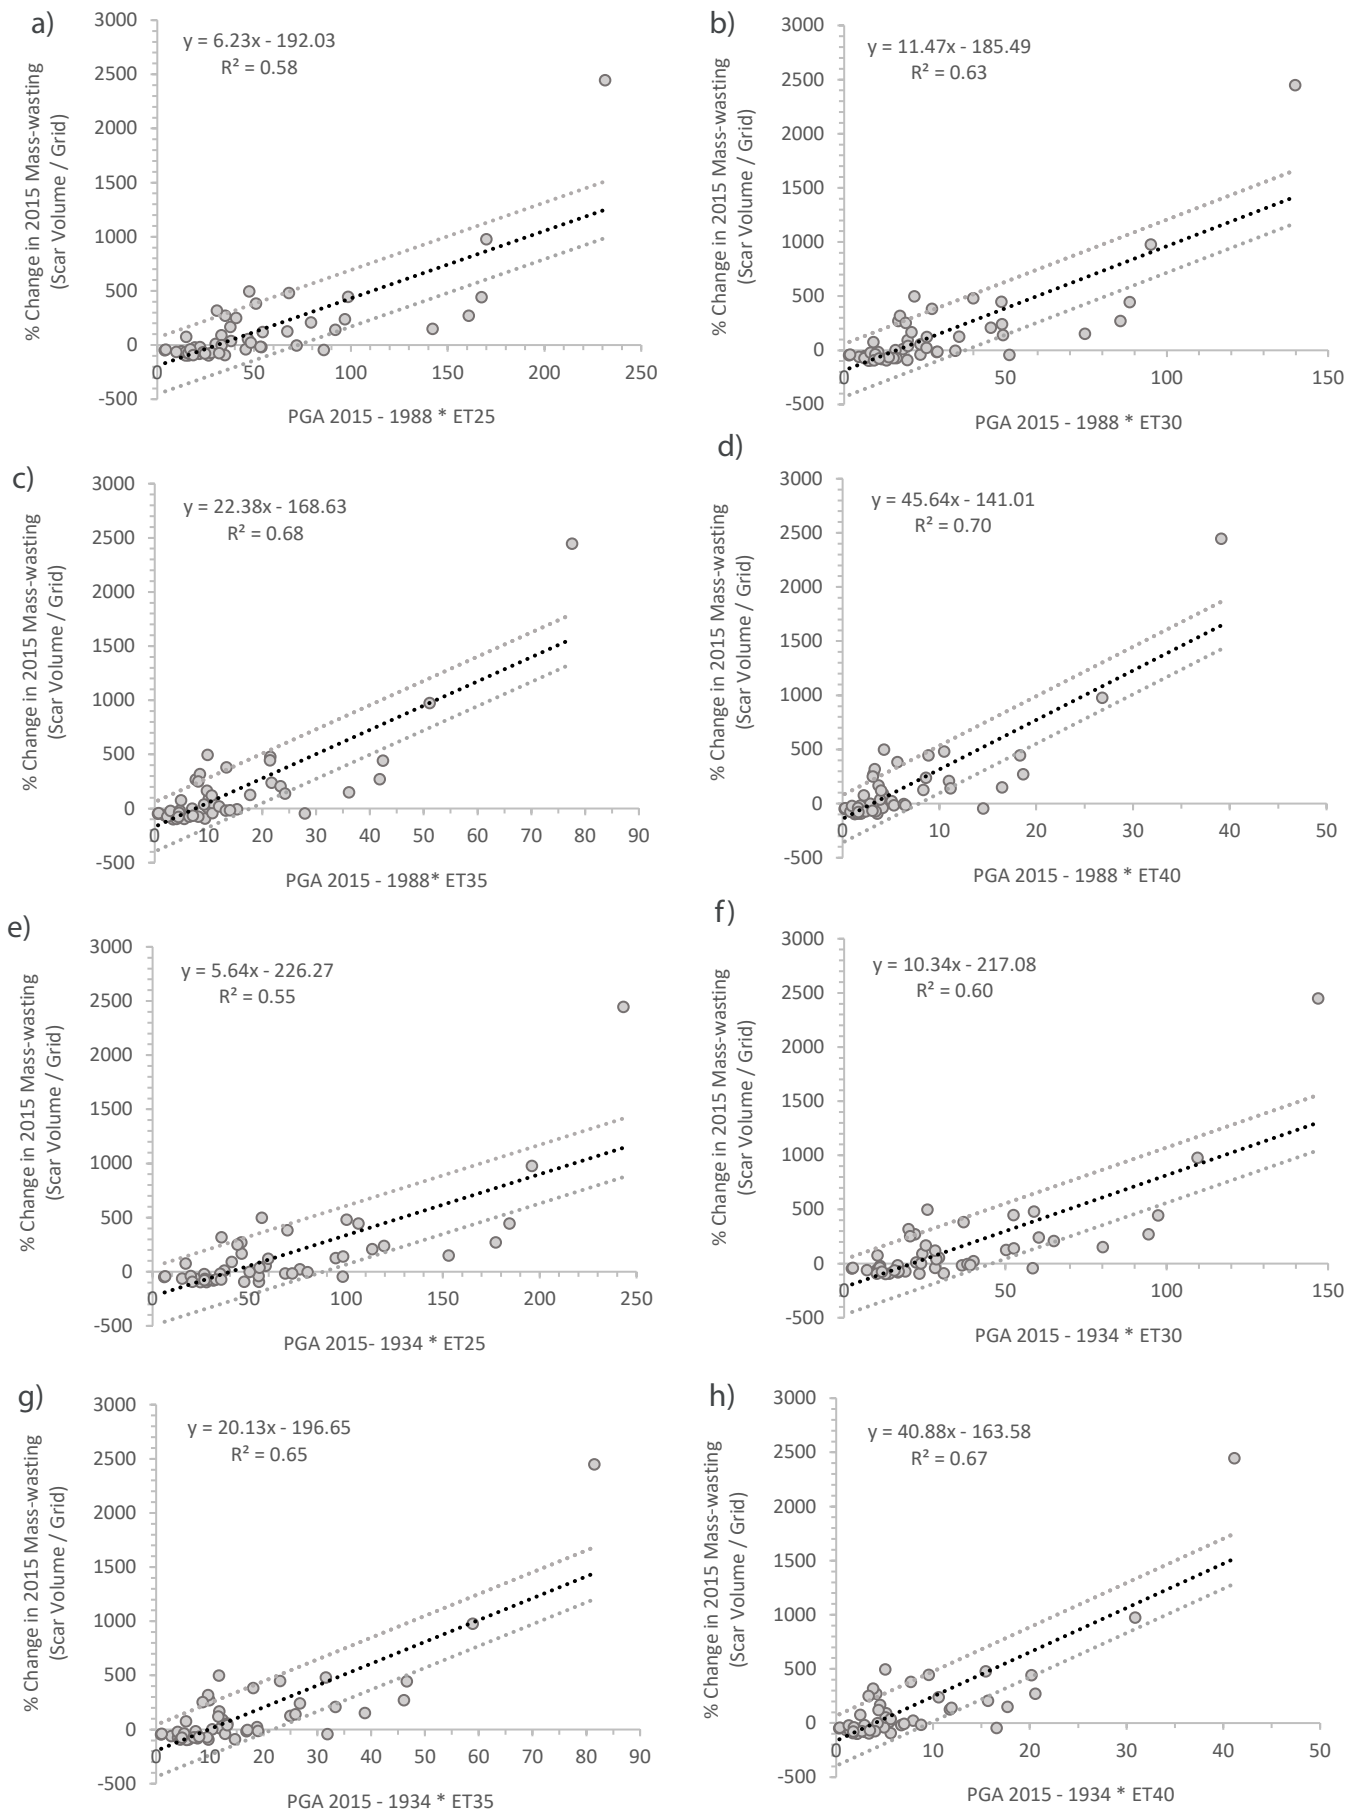 a)
y = 6.23x - 192.03
R² = 0.58
% Change in 2015 Mass-wasting
(Scar Volume / Grid)
3000
2500
2000
1500
1000
500
0
-500
0
50
100
150
200
250
PGA 2015 - 1988 * ET25
b)
y = 11.47x - 185.49
R² = 0.63
% Change in 2015 Mass-wasting
(Scar Volume / Grid)
3000
2500
2000
1500
1000
500
0
-500
0
50
100
150
PGA 2015 - 1988 * ET30
c)
y = 22.38x - 168.63
R² = 0.68
% Change in 2015 Mass-wasting
(Scar Volume / Grid)
3000
2500
2000
1500
1000
500
0
-500
0
10
20
30
40
50
60
70
80
90
PGA 2015 - 1988* ET35
d)
y = 45.64x - 141.01
R² = 0.70
% Change in 2015 Mass-wasting
(Scar Volume / Grid)
3000
2500
2000
1500
1000
500
0
-500
0
10
20
30
40
50
PGA 2015 - 1988 * ET40
e)
y = 5.64x - 226.27
R² = 0.55
% Change in 2015 Mass-wasting
(Scar Volume / Grid)
3000
2500
2000
1500
1000
500
0
-500
0
50
100
150
200
250
PGA 2015- 1934 * ET25
f)
y = 10.34x - 217.08
R² = 0.60
% Change in 2015 Mass-wasting
(Scar Volume / Grid)
3000
2500
2000
1500
1000
500
0
-500
0
50
100
150
PGA 2015 - 1934 * ET30
g)
y = 20.13x - 196.65
R² = 0.65
% Change in 2015 Mass-wasting
(Scar Volume / Grid)
3000
2500
2000
1500
1000
500
0
-500
0
10
20
30
40
50
60
70
80
90
PGA 2015 - 1934 * ET35
h)
y = 40.88x - 163.58
R² = 0.67
% Change in 2015 Mass-wasting
(Scar Volume / Grid)
3000
2500
2000
1500
1000
500
0
-500
0
10
20
30
40
50
PGA 2015 - 1934 * ET40